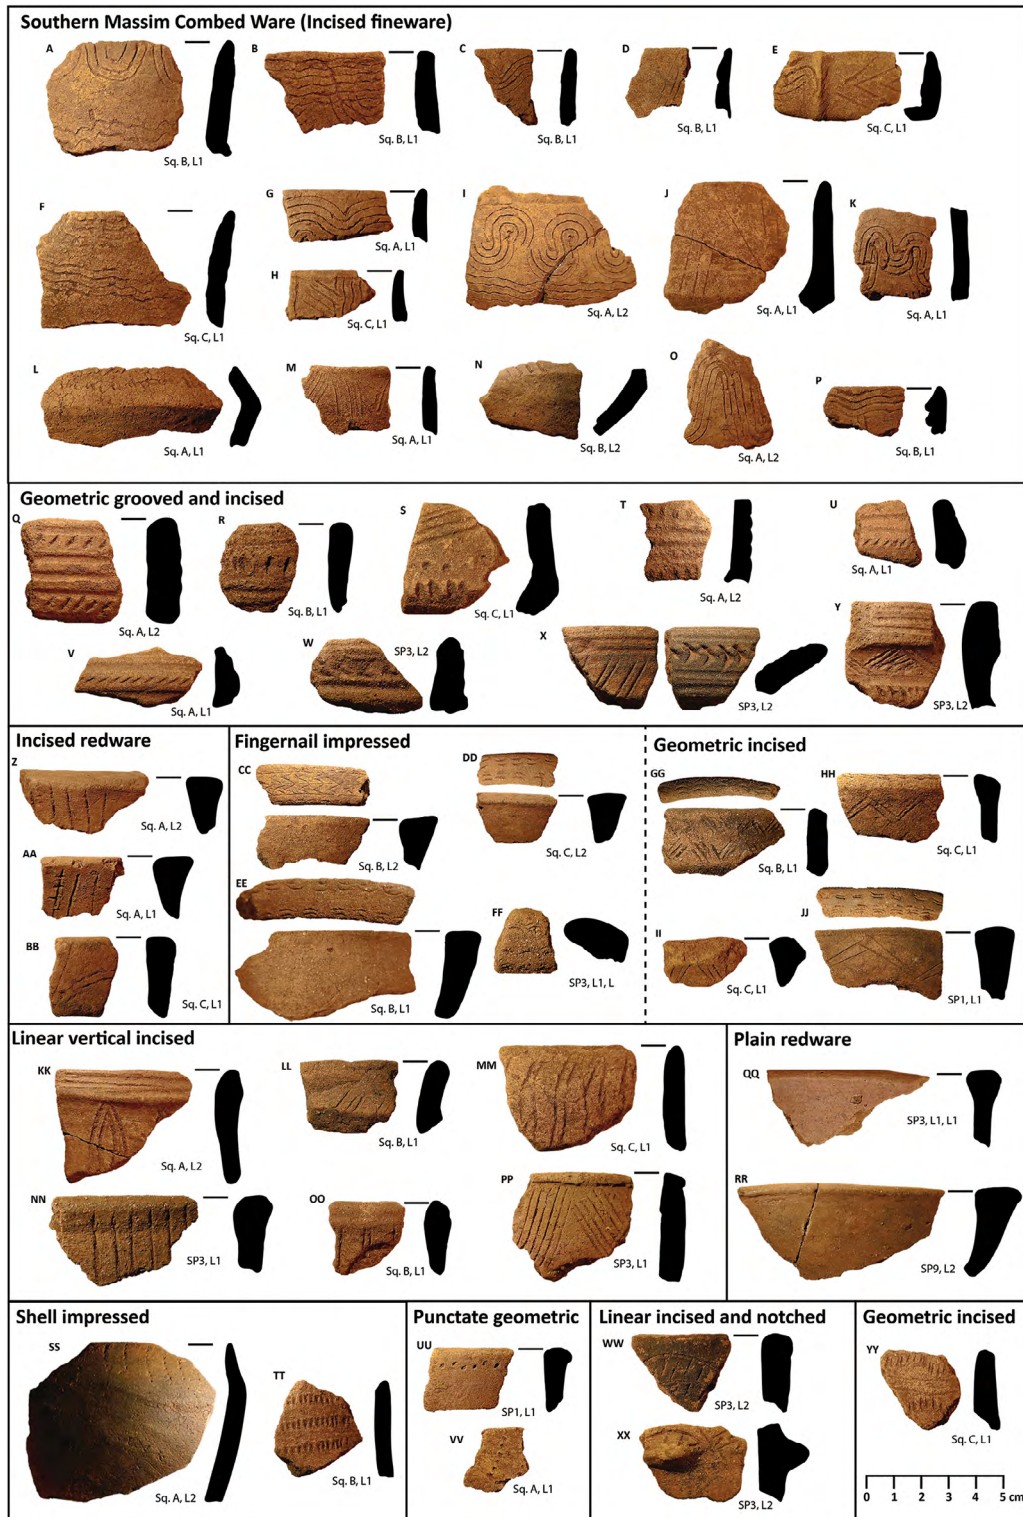 Southern Massim Combed Ware (Incised fineware)
A
Sq. B, L1
B
Sq. B, L1
C
Sq. B, L1
D
Sq. B, L1
E
Sq. C, L1
F
Sq. C, L1
G
Sq. A, L1
H
Sq. C, L1
I
Sq. A, L2
J
Sq. A, L1
K
Sq. A, L1
L
Sq. A, L1
M
Sq. A, L1
N
Sq. B, L2
O
Sq. A, L2
P
Sq. B, L1
Geometric grooved and incised
Q
Sq. A, L2
R
Sq. B, L1
S
Sq. C, L1
T
Sq. A, L2
U
Sq. A, L1
V
Sq. A, L1
W
SP3, L2
X
SP3, L2
Y
SP3, L2
Incised redware
Z
Sq. A, L2
AA
Sq. A, L1
BB
Sq. C, L1
Fingernail impressed
CC
Sq. B, L2
DD
Sq. C, L2
EE
Sq. B, L1
FF
SP3, L1, L
Geometric incised
GG
Sq. B, L1
HH
Sq. C, L1
II
Sq. C, L1
JJ
SP1, L1
Linear vertical incised
KK
Sq. A, L2
LL
Sq. B, L1
MM
Sq. C, L1
NN
SP3, L1
OO
Sq. B, L1
PP
SP3, L1
Plain redware
QQ
SP3, L1, L1
RR
SP9, L2
Shell impressed
SS
Sq. A, L2
TT
Sq. B, L1
Punctate geometric
UU
SP1, L1
VV
Sq. A, L1
Linear incised and notched
WW
SP3, L2
XX
SP3, L2
Geometric incised
YY
Sq. C, L1
0 1 2 3 4 5 cm